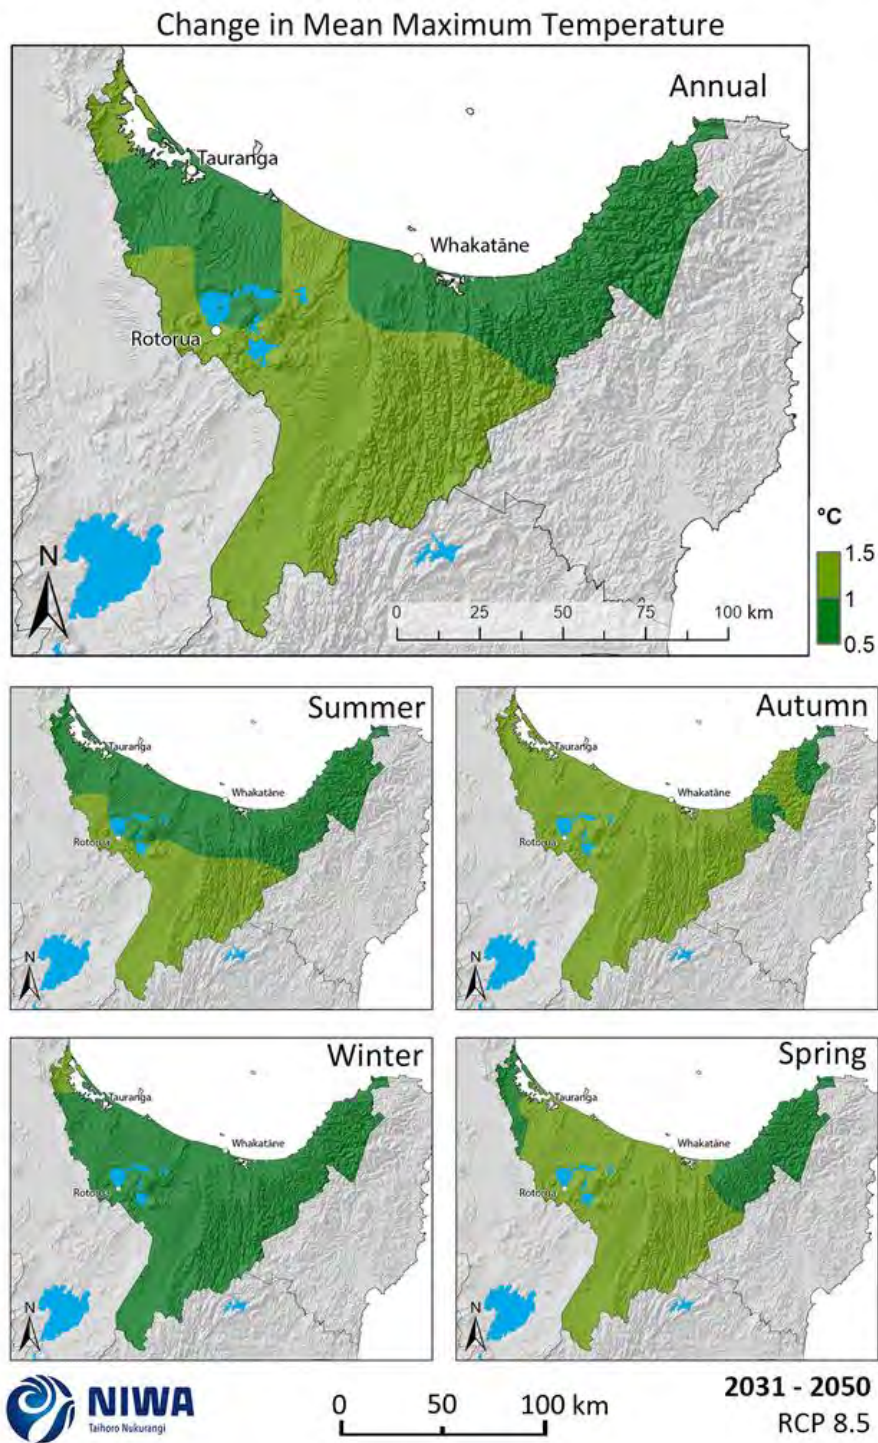 Change in Mean Maximum Temperature
Annual
Tauranga
Whakatāne
Rotorua
°C
1.5
1
0.5
N
0 25 50 75 100 km
Summer
Tauranga
Whakatāne
Rotorua
N
Autumn
Tauranga
Whakatāne
Rotorua
N
Winter
Tauranga
Whakatāne
Rotorua
N
Spring
Tauranga
Whakatāne
Rotorua
N
NIWA
Taihoro Nukurangi
0 50 100 km
2031 - 2050
RCP 8.5